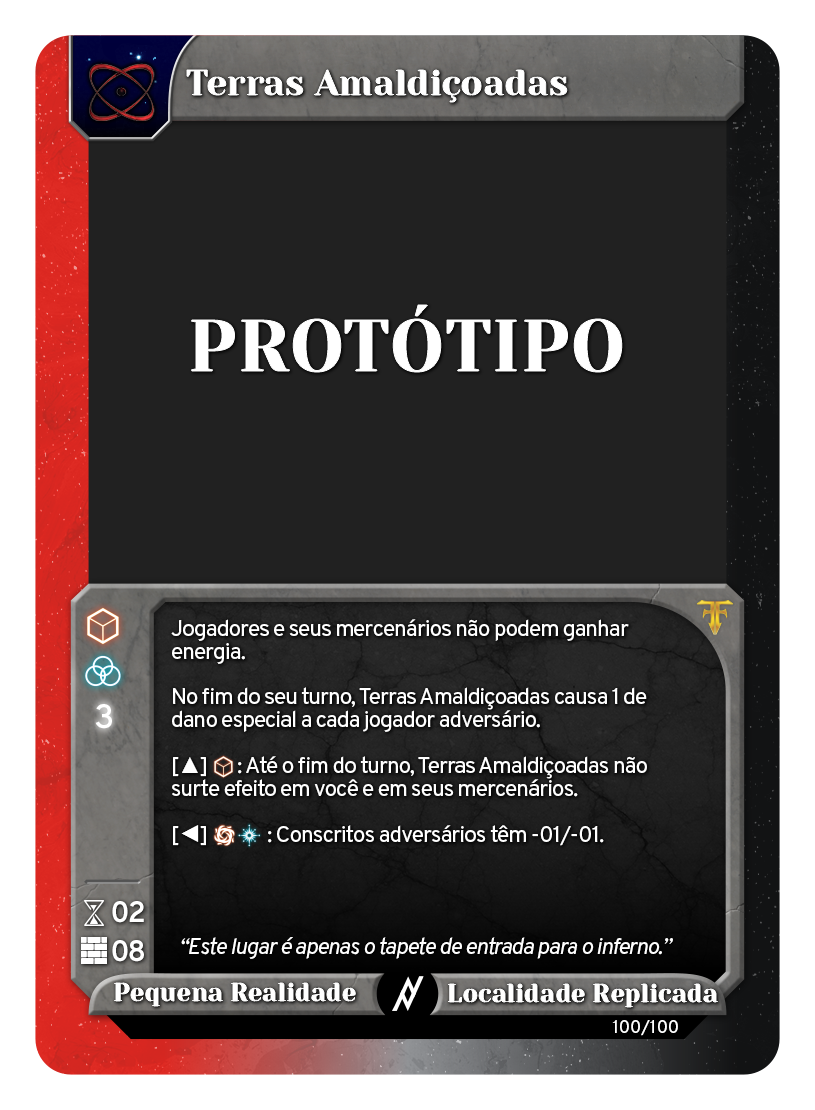 Terras Amaldiçoadas
PROTÓTIPO
3
Jogadores e seus mercenários não podem ganhar
energia.
No fim do seu turno, Terras Amaldiçoadas causa 1 de
dano especial a cada jogador adversário.
[▲] : Até o fim do turno, Terras Amaldiçoadas não
surte efeito em você e em seus mercenários.
[◀] : Conscritos adversários têm -01/-01.
02
08
“Este lugar é apenas o tapete de entrada para o inferno.”
Pequena Realidade
Localidade Replicada
100/100